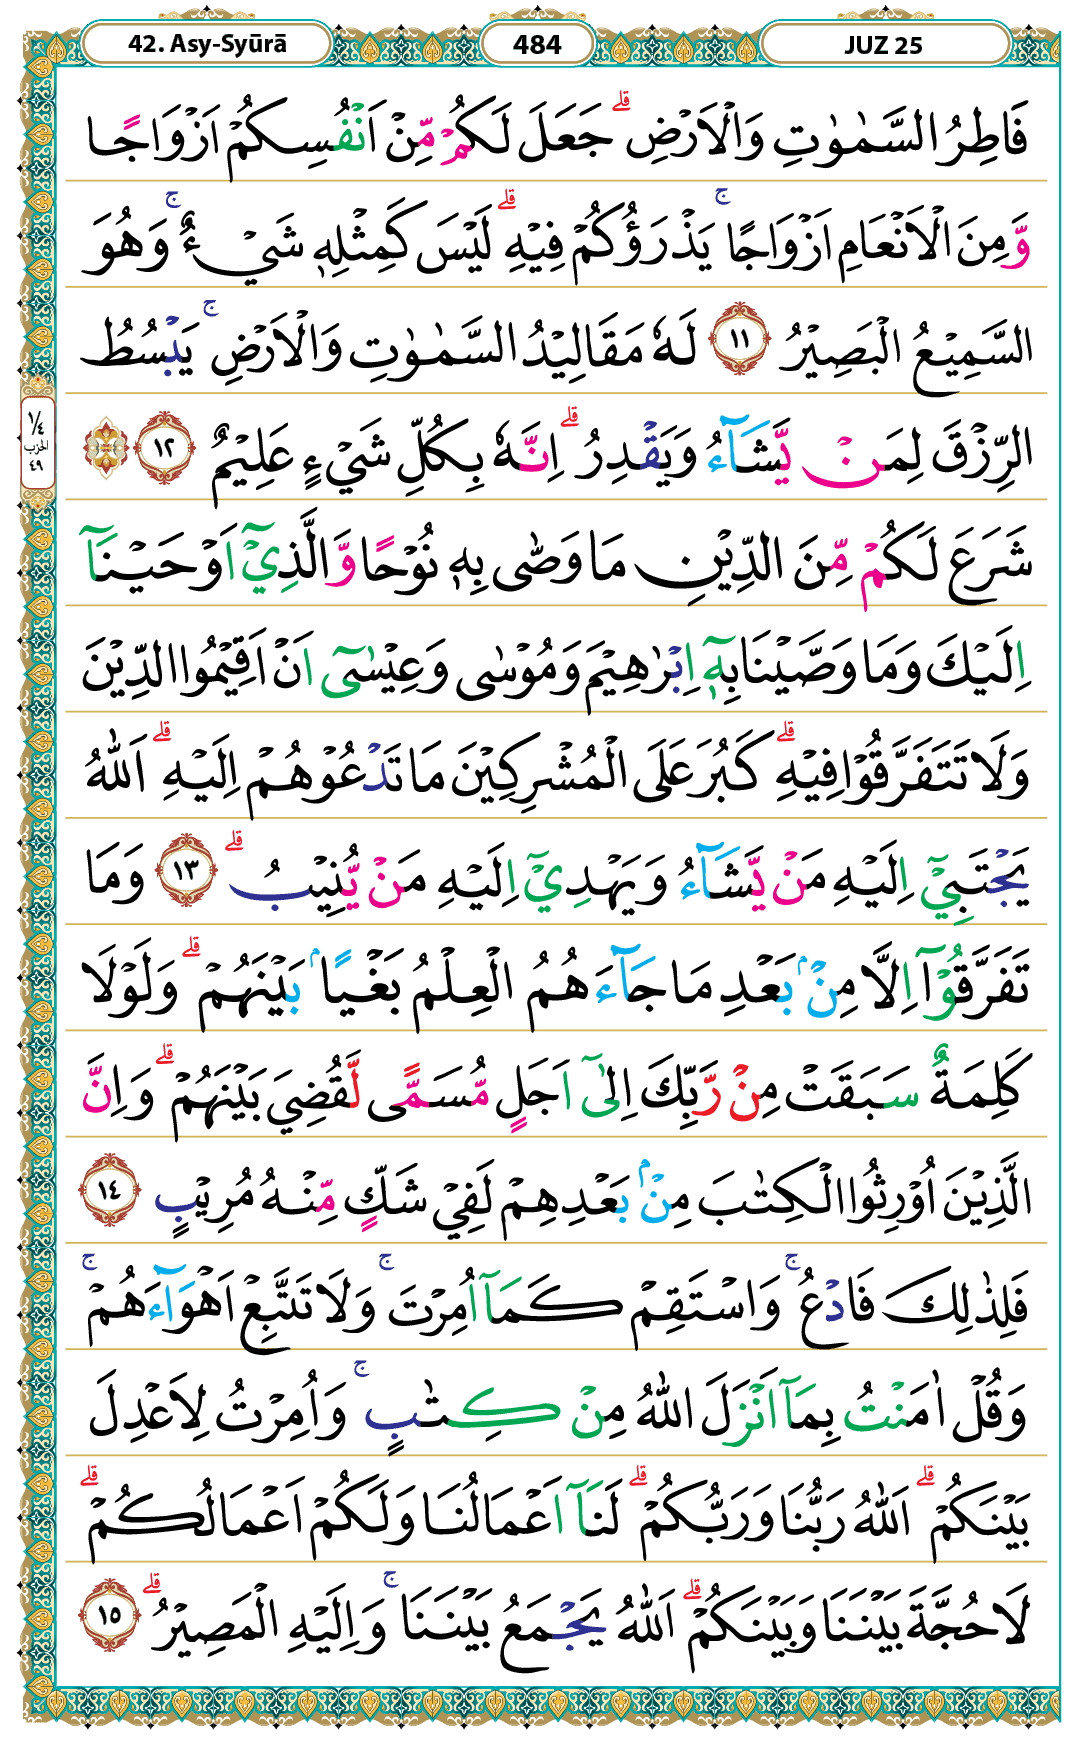 42. Asy-Syūrā
484
JUZ 25
فَاطِرُ السَّمٰوٰتِ وَالْاَرْضِۗ جَعَلَ لَكُمْ مِّنْ اَنْفُسِكُمْ اَزْوَاجًا
وَّمِنَ الْاَنْعَامِ اَزْوَاجًاۚ يَذْرَؤُكُمْ فِيْهِۗ لَيْسَ كَمِثْلِهٖ شَيْءٌۚ وَهُوَ
السَّمِيْعُ الْبَصِيْرُ ١١ لَهٗ مَقَالِيْدُ السَّمٰوٰتِ وَالْاَرْضِۚ يَبْسُطُ
الرِّزْقَ لِمَنْ يَّشَاۤءُ وَيَقْدِرُۗ اِنَّهٗ بِكُلِّ شَيْءٍ عَلِيْمٌ ١٢
١/٤
الحزب
٤٩
شَرَعَ لَكُمْ مِّنَ الدِّيْنِ مَا وَصّٰى بِهٖ نُوْحًا وَّالَّذِيْٓ اَوْحَيْنَآ
اِلَيْكَ وَمَا وَصَّيْنَا بِهٖٓ اِبْرٰهِيْمَ وَمُوْسٰى وَعِيْسٰٓى اَنْ اَقِيْمُوا الدِّيْنَ
وَلَا تَتَفَرَّقُوْا فِيْهِۗ كَبُرَ عَلَى الْمُشْرِكِيْنَ مَا تَدْعُوْهُمْ اِلَيْهِۗ اَللّٰهُ
يَجْتَبِيْٓ اِلَيْهِ مَنْ يَّشَاۤءُ وَيَهْدِيْٓ اِلَيْهِ مَنْ يُّنِيْبُۗ ١٣ وَمَا
تَفَرَّقُوْٓا اِلَّا مِنْۢ بَعْدِ مَا جَاۤءَهُمُ الْعِلْمُ بَغْيًاۢ بَيْنَهُمْۗ وَلَوْلَا
كَلِمَةٌ سَبَقَتْ مِنْ رَّبِّكَ اِلٰٓى اَجَلٍ مُّسَمًّى لَّقُضِيَ بَيْنَهُمْۗ وَاِنَّ
الَّذِيْنَ اُوْرِثُوا الْكِتٰبَ مِنْۢ بَعْدِهِمْ لَفِيْ شَكٍّ مِّنْهُ مُرِيْبٍ ١٤
فَلِذٰلِكَ فَادْعُۚ وَاسْتَقِمْ كَمَآ اُمِرْتَۚ وَلَا تَتَّبِعْ اَهْوَاۤءَهُمْۚ
وَقُلْ اٰمَنْتُ بِمَآ اَنْزَلَ اللّٰهُ مِنْ كِتٰبٍۚ وَاُمِرْتُ لِاَعْدِلَ
بَيْنَكُمْۗ اَللّٰهُ رَبُّنَا وَرَبُّكُمْۗ لَنَآ اَعْمَالُنَا وَلَكُمْ اَعْمَالُكُمْۗ
لَا حُجَّةَ بَيْنَنَا وَبَيْنَكُمْۗ اَللّٰهُ يَجْمَعُ بَيْنَنَاۚ وَاِلَيْهِ الْمَصِيْرُۗ ١٥